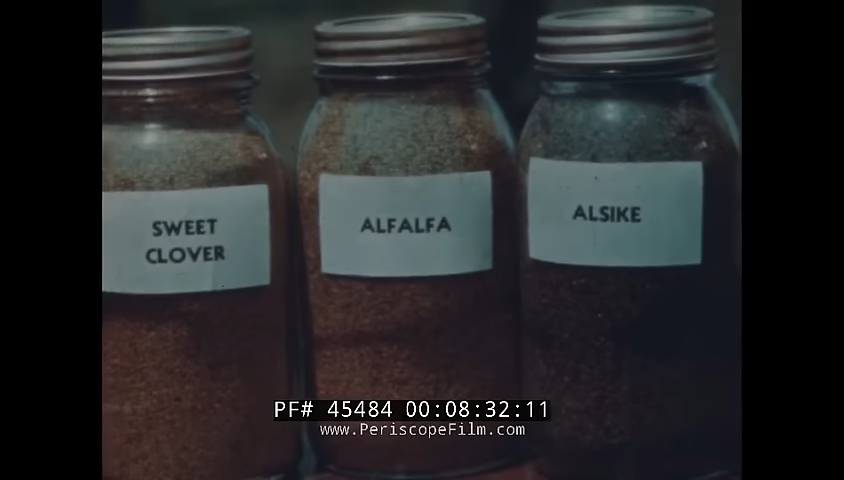 SWEET
CLOVER
ALFALFA
ALSIKE
PF# 45484 00:08:32:11
www.PeriscopeFilm.com